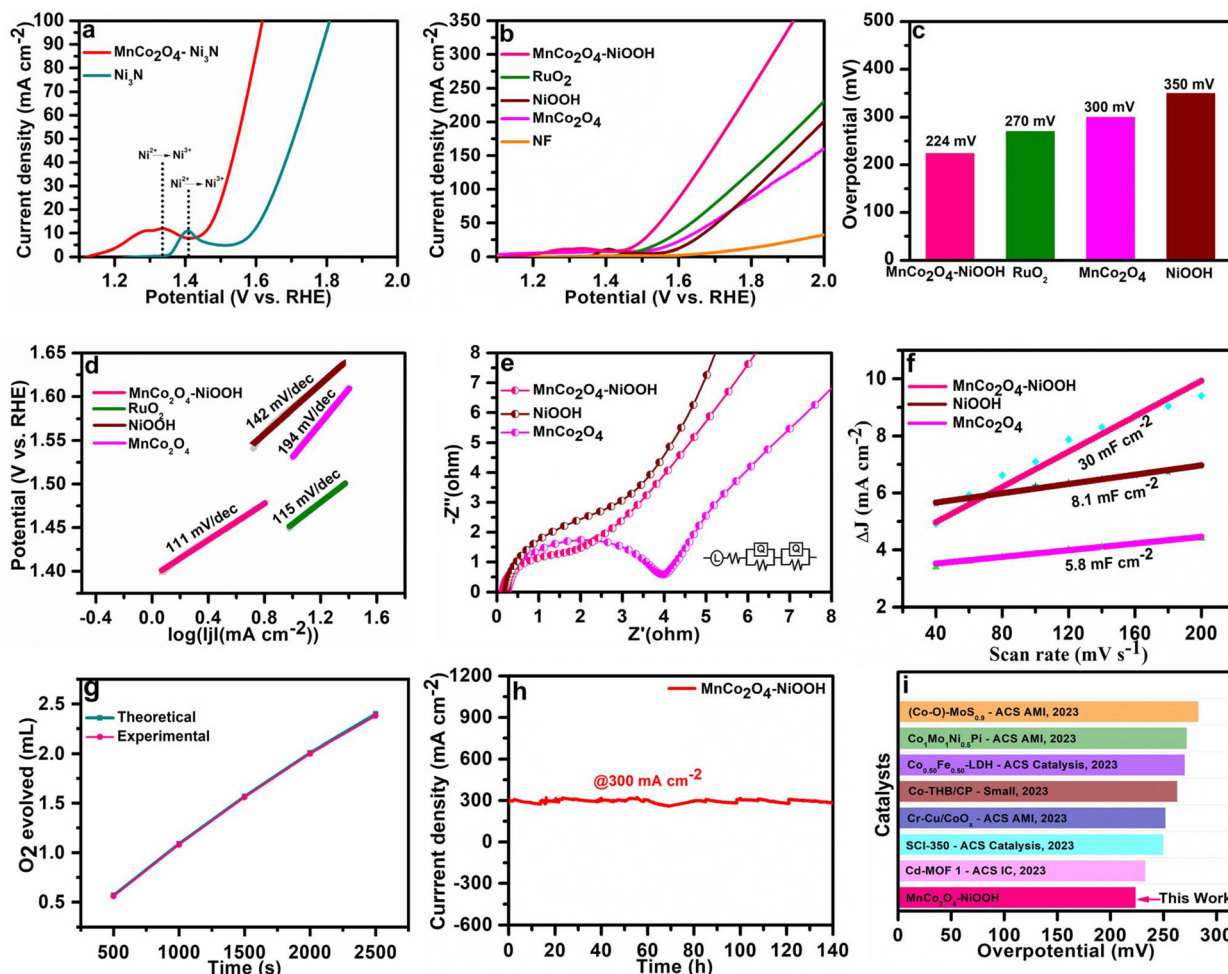 a
MnCo₂O₄- Ni₃N
Ni₃N
Ni²⁺→Ni³⁺
Ni²⁺→Ni³⁺
Current density (mA cm⁻²)
100
90
80
70
60
50
40
30
20
10
0
1.2
1.4
1.6
1.8
2.0
Potential (V vs. RHE)
b
MnCo₂O₄-NiOOH
RuO₂
NiOOH
MnCo₂O₄
NF
Current density (mA cm⁻²)
350
300
250
200
150
100
50
0
1.2
1.4
1.6
1.8
2.0
Potential (V vs. RHE)
c
Overpotential (mV)
500
400
300
200
100
0
224 mV
270 mV
300 mV
350 mV
MnCo₂O₄-NiOOH
RuO₂
MnCo₂O₄
NiOOH
d
MnCo₂O₄-NiOOH
RuO₂
NiOOH
MnCo₂O₄
142 mV/dec
194 mV/dec
111 mV/dec
115 mV/dec
Potential (V vs. RHE)
1.65
1.60
1.55
1.50
1.45
1.40
-0.4
0.0
0.4
0.8
1.2
1.6
log(IjI(mA cm⁻²))
e
MnCo₂O₄-NiOOH
NiOOH
MnCo₂O₄
L
Q
Q
-Z''(ohm)
8
6
4
2
0
0
1
2
3
4
5
6
7
8
Z'(ohm)
f
MnCo₂O₄-NiOOH
NiOOH
MnCo₂O₄
30 mF cm⁻²
8.1 mF cm⁻²
5.8 mF cm⁻²
ΔJ (mA cm⁻²)
10
8
6
4
2
40
80
120
160
200
Scan rate (mV s⁻¹)
g
Theoretical
Experimental
O2 evolved (mL)
2.5
2.0
1.5
1.0
0.5
500
1000
1500
2000
2500
Time (s)
h
MnCo₂O₄-NiOOH
@300 mA cm⁻²
Currrent density (mA cm⁻²)
1200
900
600
300
0
-300
-600
0
20
40
60
80
100
120
140
Time (h)
i
(Co-O)-MoS₀.₉ - ACS AMI, 2023
Co₁Mo₁Ni₀.₅Pi - ACS AMI, 2023
Co₀.₅₀Fe₀.₅₀-LDH - ACS Catalysis, 2023
Co-THB/CP - Small, 2023
Cr-Cu/CoOₓ - ACS AMI, 2023
SCI-350 - ACS Catalysis, 2023
Cd-MOF 1 - ACS IC, 2023
MnCo₂O₄-NiOOH
This Work
Catalysts
0
50
100
150
200
250
300
Overpotential (mV)